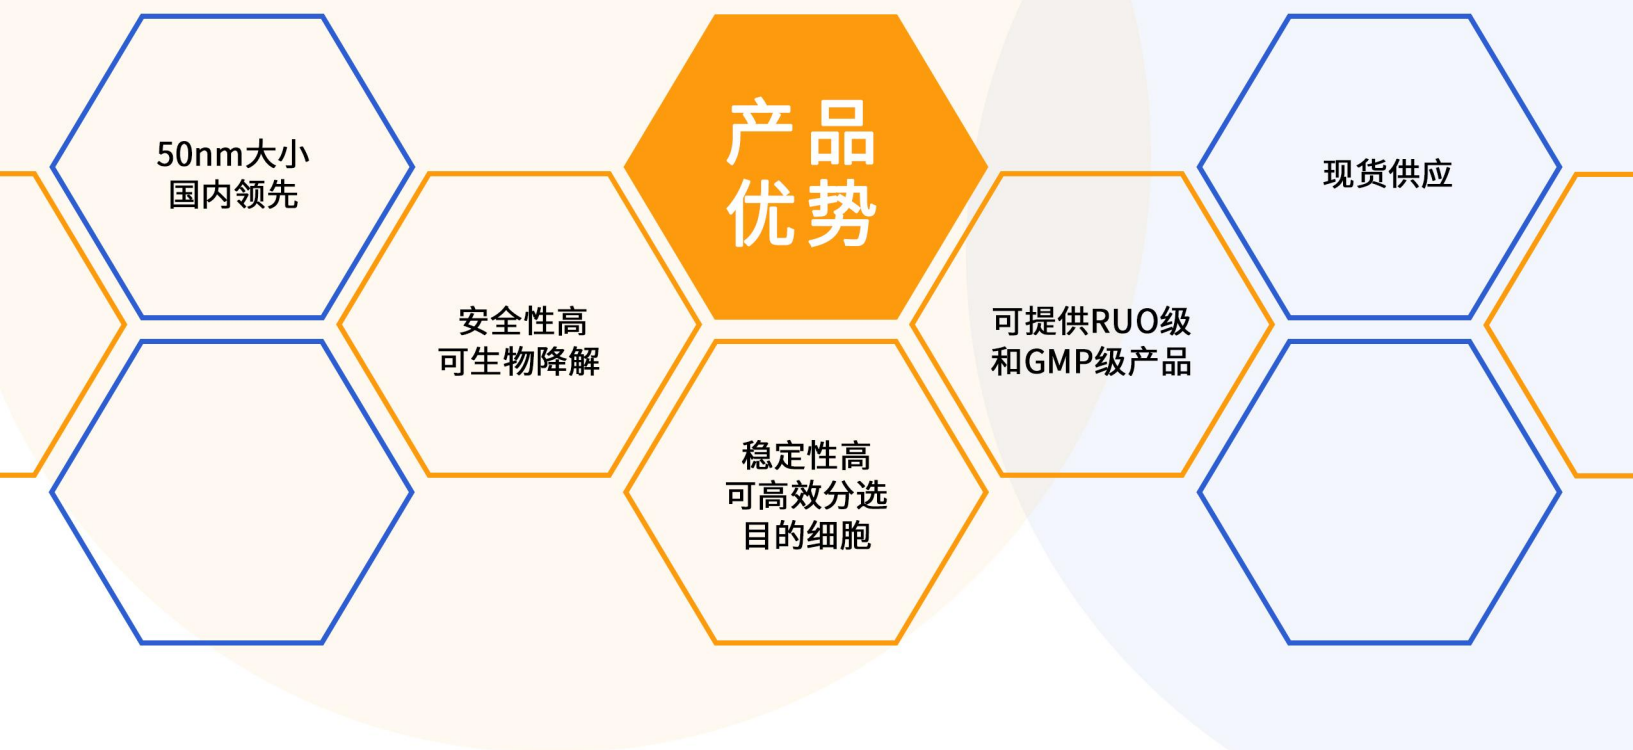 产品
优势
50nm大小
国内领先
安全性高
可生物降解
稳定性高
可高效分选
目的细胞
可提供RUO级
和GMP级产品
现货供应